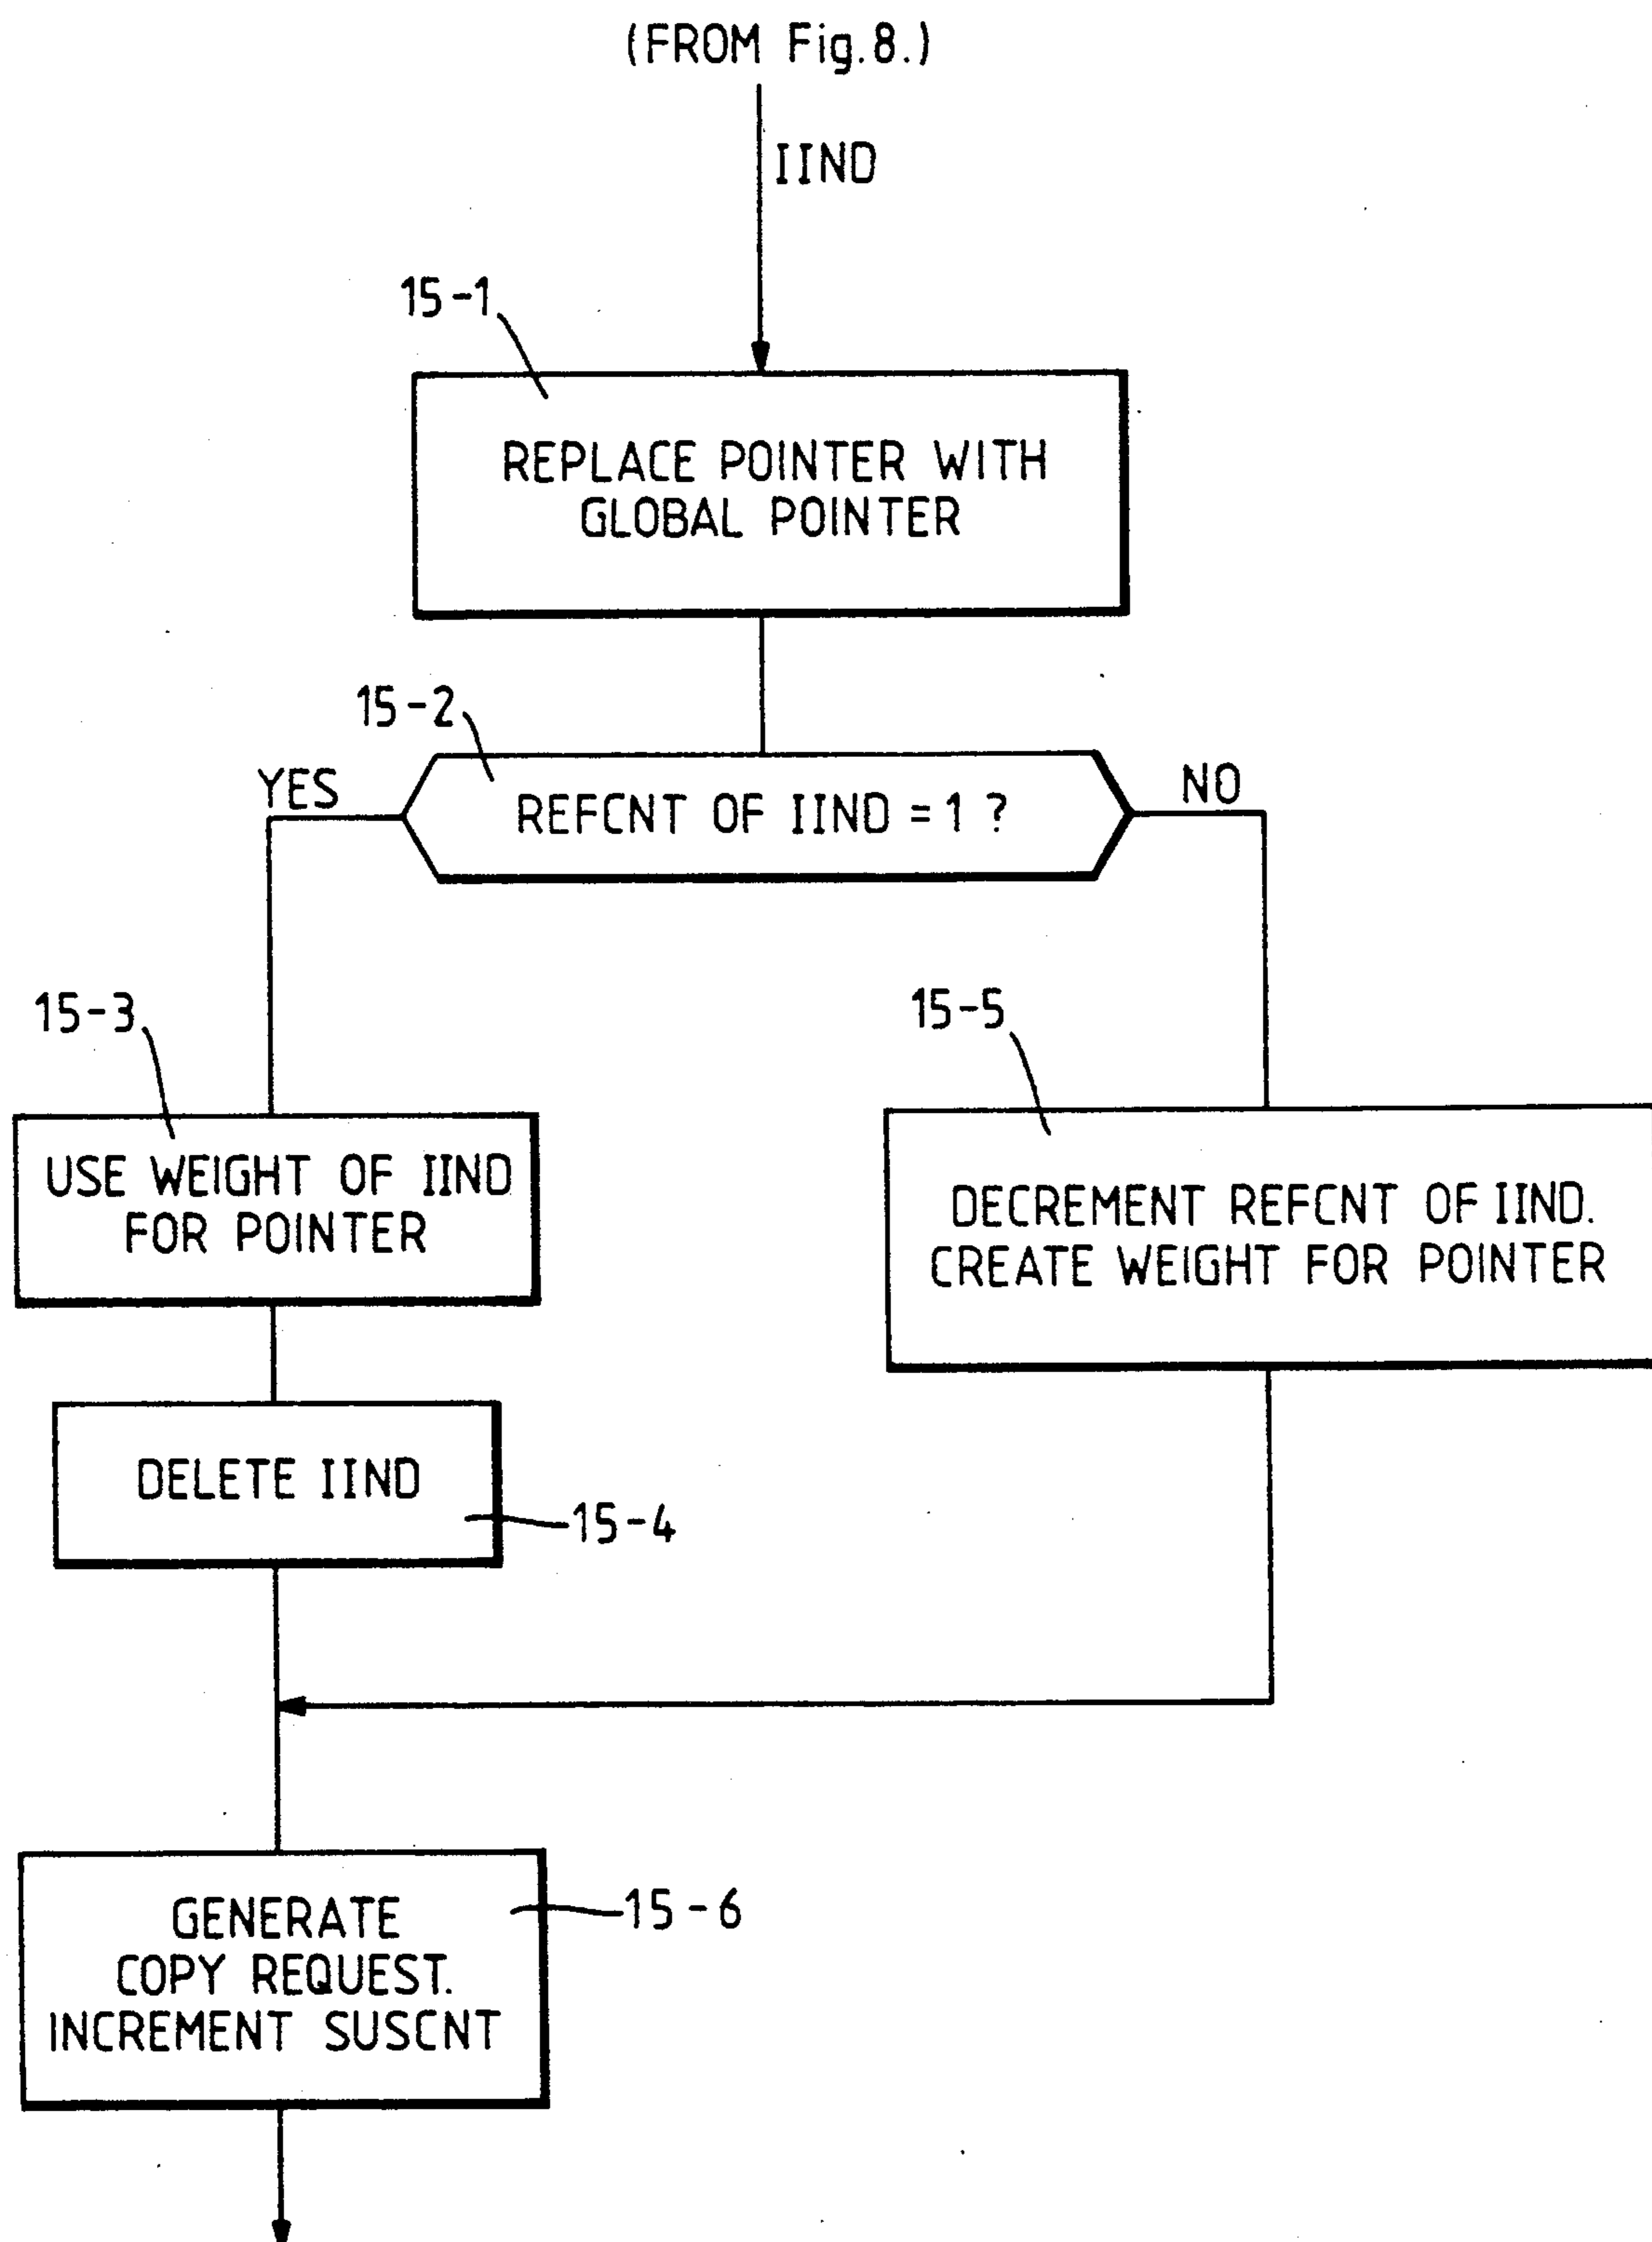 (FROM Fig.8.)
IIND
15-1
REPLACE POINTER WITH
GLOBAL POINTER
15-2
YES
REFCNT OF IIND = 1 ?
NO
15-3
15-5
USE WEIGHT OF IIND
FOR POINTER
DECREMENT REFCNT OF IIND.
CREATE WEIGHT FOR POINTER
DELETE IIND
15-4
GENERATE
COPY REQUEST.
INCREMENT SUSCNT
15-6